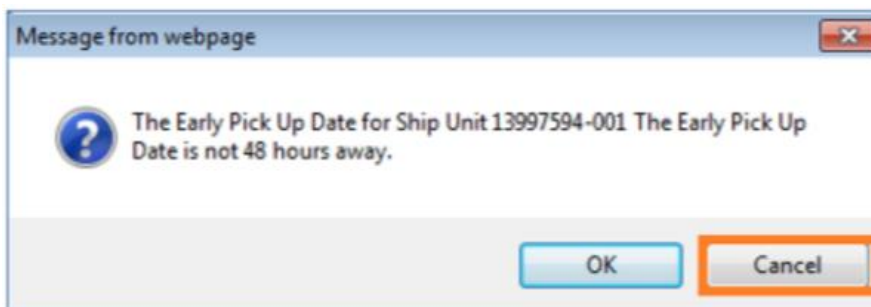 Message from webpage
The Early Pick Up Date for Ship Unit 13997594-001 The Early Pick Up
Date is not 48 hours away.
OK
Cancel